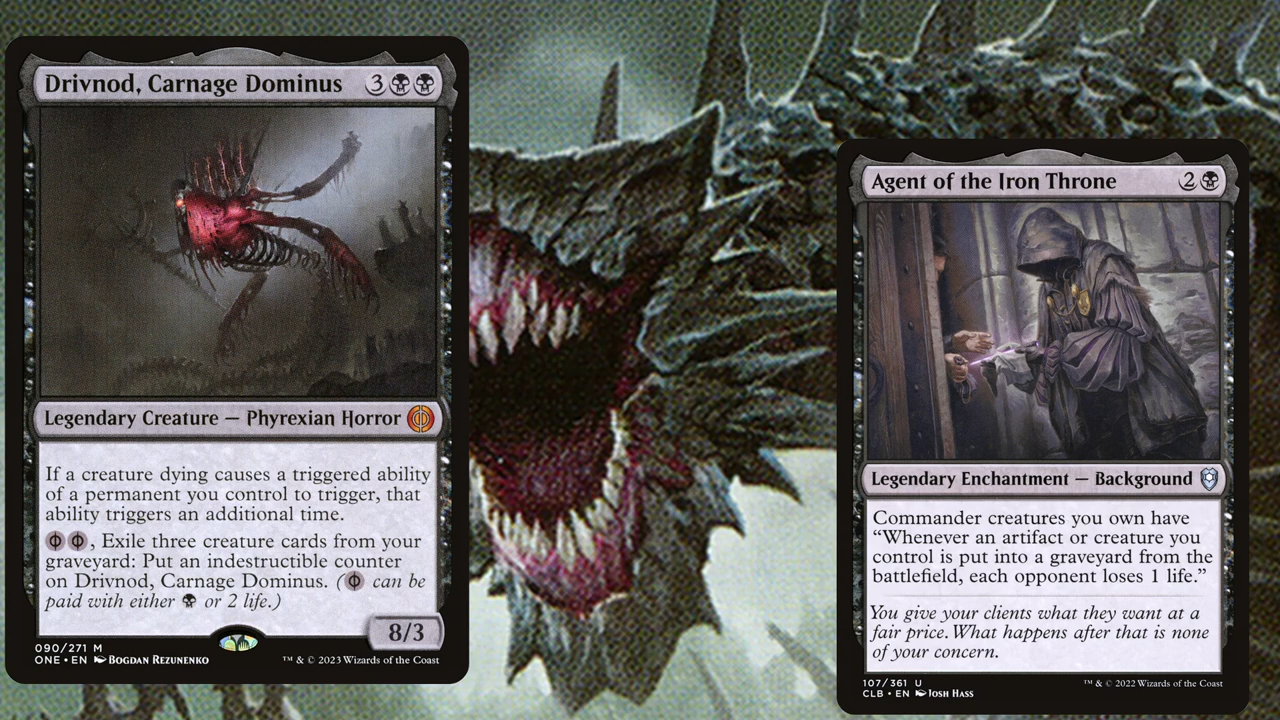 Drivnod, Carnage Dominus 3
Legendary Creature — Phyrexian Horror
If a creature dying causes a triggered ability
of a permanent you control to trigger, that
ability triggers an additional time.
, Exile three creature cards from your
graveyard: Put an indestructible counter
on Drivnod, Carnage Dominus. ( can be
paid with either or 2 life.)
8/3
090/271 M
ONE • EN Bogdan Rezunenko
™ & © 2023 Wizards of the Coast
Agent of the Iron Throne 2
Legendary Enchantment — Background
Commander creatures you own have
“Whenever an artifact or creature you
control is put into a graveyard from the
battlefield, each opponent loses 1 life.”
You give your clients what they want at a
fair price. What happens after that is none
of your concern.
107/361 U
CLB • EN Josh Hass
™ & © 2022 Wizards of the Coast